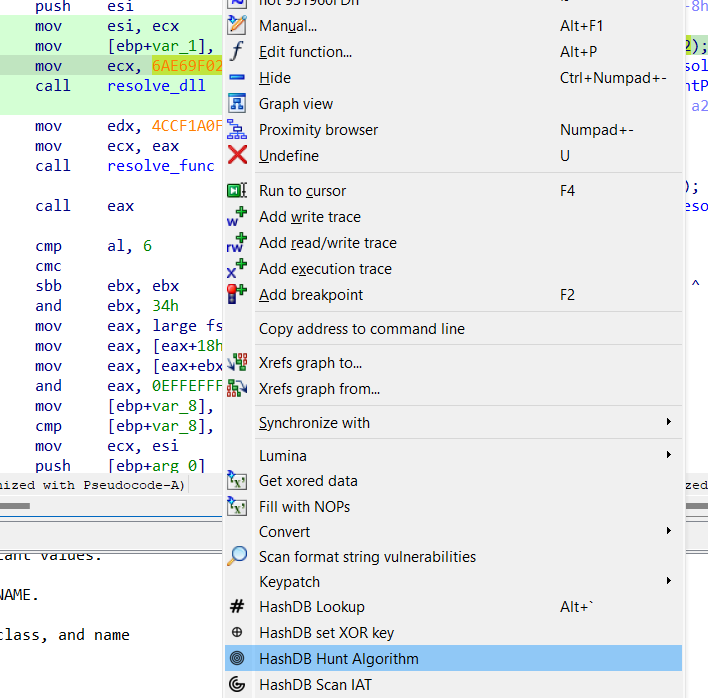 push esi
mov esi, ecx
mov [ebp+var_1],
mov ecx, 6AE69F02
call resolve_dll
mov edx, 4CCF1A0F
mov ecx, eax
call resolve_func
call eax
cmp al, 6
cmc
sbb ebx, ebx
and ebx, 34h
mov eax, large fs
mov eax, [eax+18h
mov eax, [eax+ebx
and eax, 0EFFEFFF
mov [ebp+var_8],
cmp [ebp+var_8],
mov ecx, esi
push [ebp+arg_0]
nized with Pseudocode-A)
tant values.
NAME.
class, and name
Manual... Alt+F1
Edit function... Alt+P
Hide Ctrl+Numpad+-
Graph view
Proximity browser Numpad+-
Undefine U
Run to cursor F4
Add write trace
Add read/write trace
Add execution trace
Add breakpoint F2
Copy address to command line
Xrefs graph to...
Xrefs graph from...
Synchronize with
Lumina
Get xored data
Fill with NOPs
Convert
Scan format string vulnerabilities
Keypatch
HashDB Lookup Alt+`
HashDB set XOR key
HashDB Hunt Algorithm
HashDB Scan IAT
-8h
2);
sol
ntP
a2
);
eso
^
zed